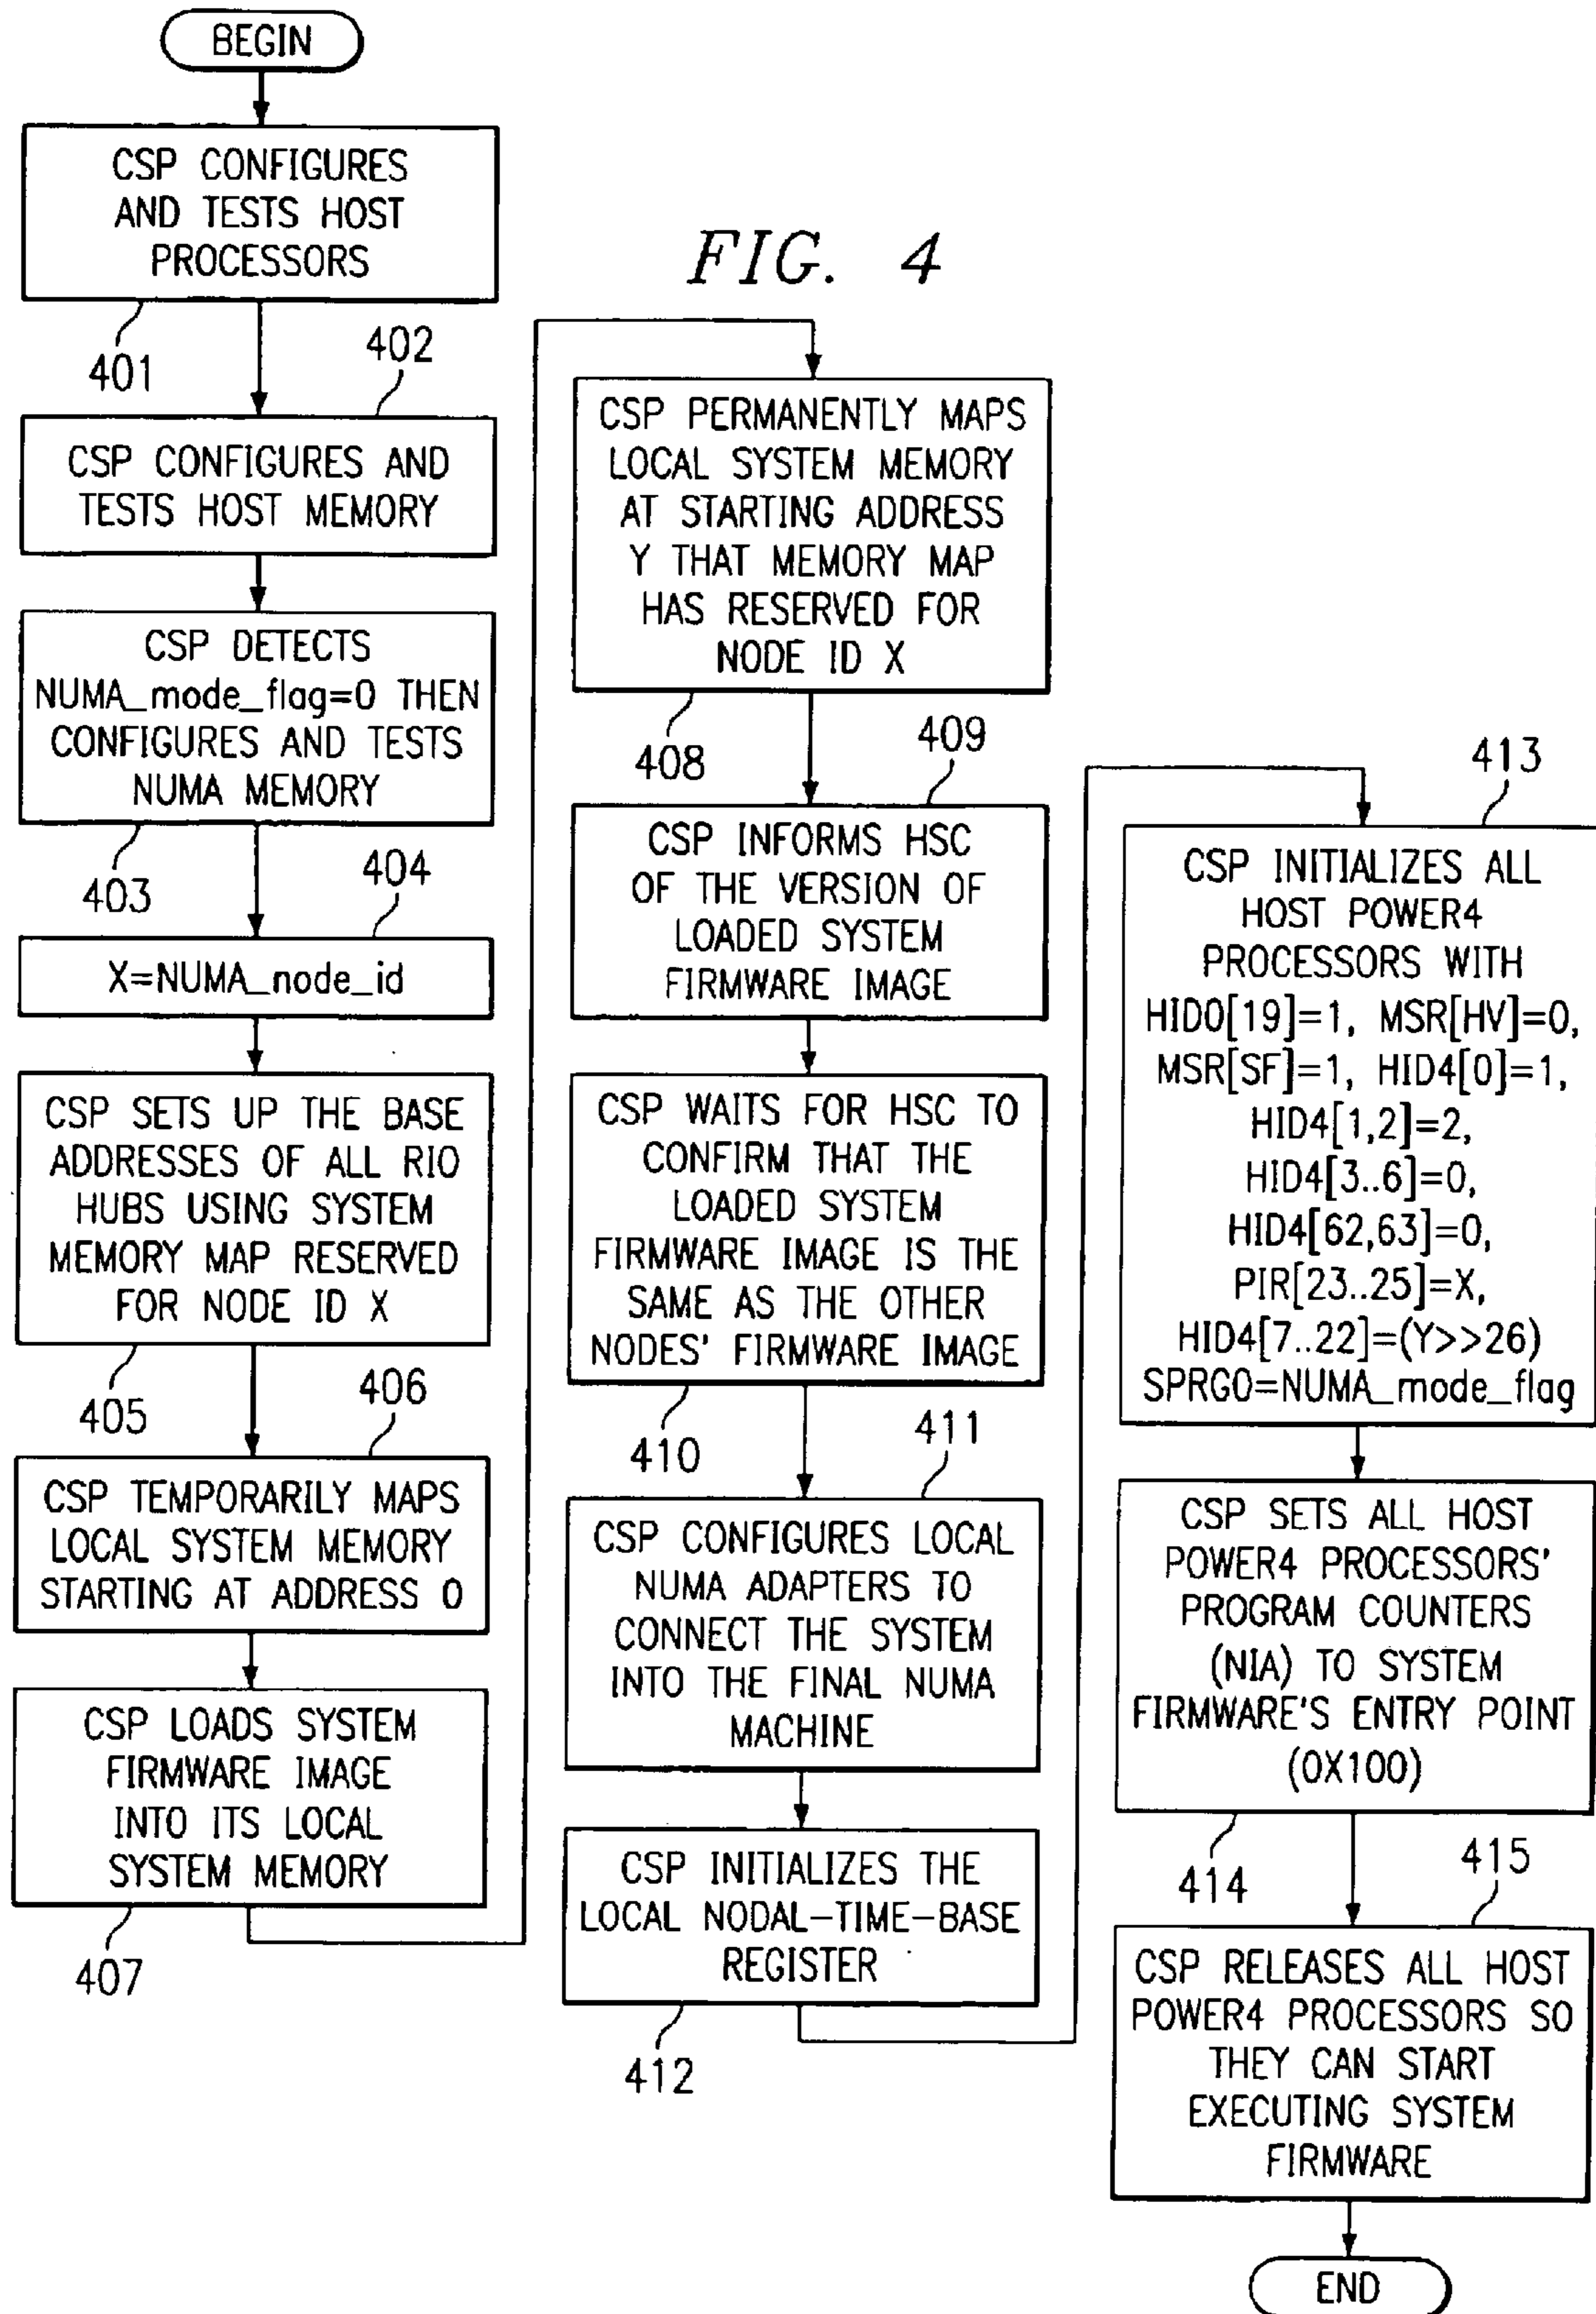 BEGIN
CSP CONFIGURES
AND TESTS HOST
PROCESSORS
401
402
CSP CONFIGURES AND
TESTS HOST MEMORY
CSP DETECTS
NUMA_mode_flag=0 THEN
CONFIGURES AND TESTS
NUMA MEMORY
403
404
X=NUMA_node_id
CSP SETS UP THE BASE
ADDRESSES OF ALL RIO
HUBS USING SYSTEM
MEMORY MAP RESERVED
FOR NODE ID X
405
406
CSP TEMPORARILY MAPS
LOCAL SYSTEM MEMORY
STARTING AT ADDRESS 0
CSP LOADS SYSTEM
FIRMWARE IMAGE
INTO ITS LOCAL
SYSTEM MEMORY
407
FIG. 4
CSP PERMANENTLY MAPS
LOCAL SYSTEM MEMORY
AT STARTING ADDRESS
Y THAT MEMORY MAP
HAS RESERVED FOR
NODE ID X
408
409
CSP INFORMS HSC
OF THE VERSION OF
LOADED SYSTEM
FIRMWARE IMAGE
CSP WAITS FOR HSC TO
CONFIRM THAT THE
LOADED SYSTEM
FIRMWARE IMAGE IS THE
SAME AS THE OTHER
NODES' FIRMWARE IMAGE
410
411
CSP CONFIGURES LOCAL
NUMA ADAPTERS TO
CONNECT THE SYSTEM
INTO THE FINAL NUMA
MACHINE
CSP INITIALIZES THE
LOCAL NODAL-TIME-BASE
REGISTER
412
413
CSP INITIALIZES ALL
HOST POWER4
PROCESSORS WITH
HID0[19]=1, MSR[HV]=0,
MSR[SF]=1, HID4[0]=1,
HID4[1,2]=2,
HID4[3..6]=0,
HID4[62,63]=0,
PIR[23..25]=X,
HID4[7..22]=(Y>>26)
SPRG0=NUMA_mode_flag
CSP SETS ALL HOST
POWER4 PROCESSORS'
PROGRAM COUNTERS
(NIA) TO SYSTEM
FIRMWARE'S ENTRY POINT
(0X100)
414
415
CSP RELEASES ALL HOST
POWER4 PROCESSORS SO
THEY CAN START
EXECUTING SYSTEM
FIRMWARE
END